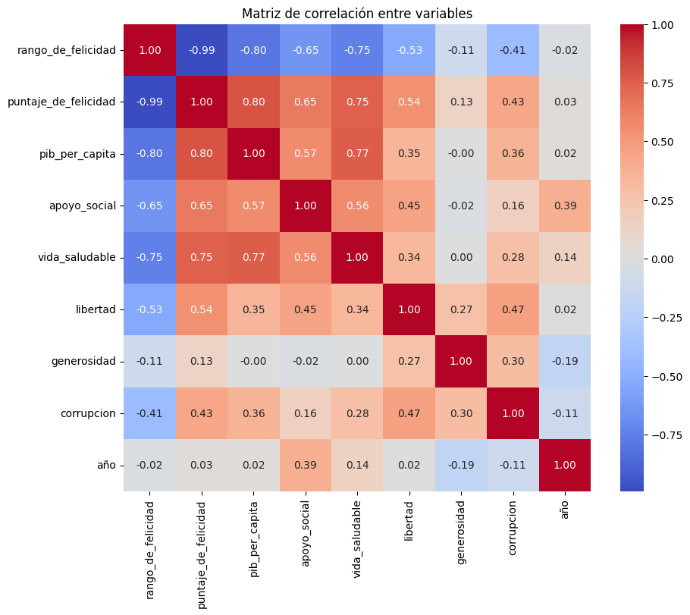 Matriz de correlación entre variables
rango_de_felicidad 1.00 -0.99 -0.80 -0.65 -0.75 -0.53 -0.11 -0.41 -0.02
puntaje_de_felicidad -0.99 1.00 0.80 0.65 0.75 0.54 0.13 0.43 0.03
pib_per_capita -0.80 0.80 1.00 0.57 0.77 0.35 -0.00 0.36 0.02
apoyo_social -0.65 0.65 0.57 1.00 0.56 0.45 -0.02 0.16 0.39
vida_saludable -0.75 0.75 0.77 0.56 1.00 0.34 0.00 0.28 0.14
libertad -0.53 0.54 0.35 0.45 0.34 1.00 0.27 0.47 0.02
generosidad -0.11 0.13 -0.00 -0.02 0.00 0.27 1.00 0.30 -0.19
corrupcion -0.41 0.43 0.36 0.16 0.28 0.47 0.30 1.00 -0.11
año -0.02 0.03 0.02 0.39 0.14 0.02 -0.19 -0.11 1.00
rango_de_felicidad
puntaje_de_felicidad
pib_per_capita
apoyo_social
vida_saludable
libertad
generosidad
corrupcion
año
1.00
0.75
0.50
0.25
0.00
−0.25
−0.50
−0.75